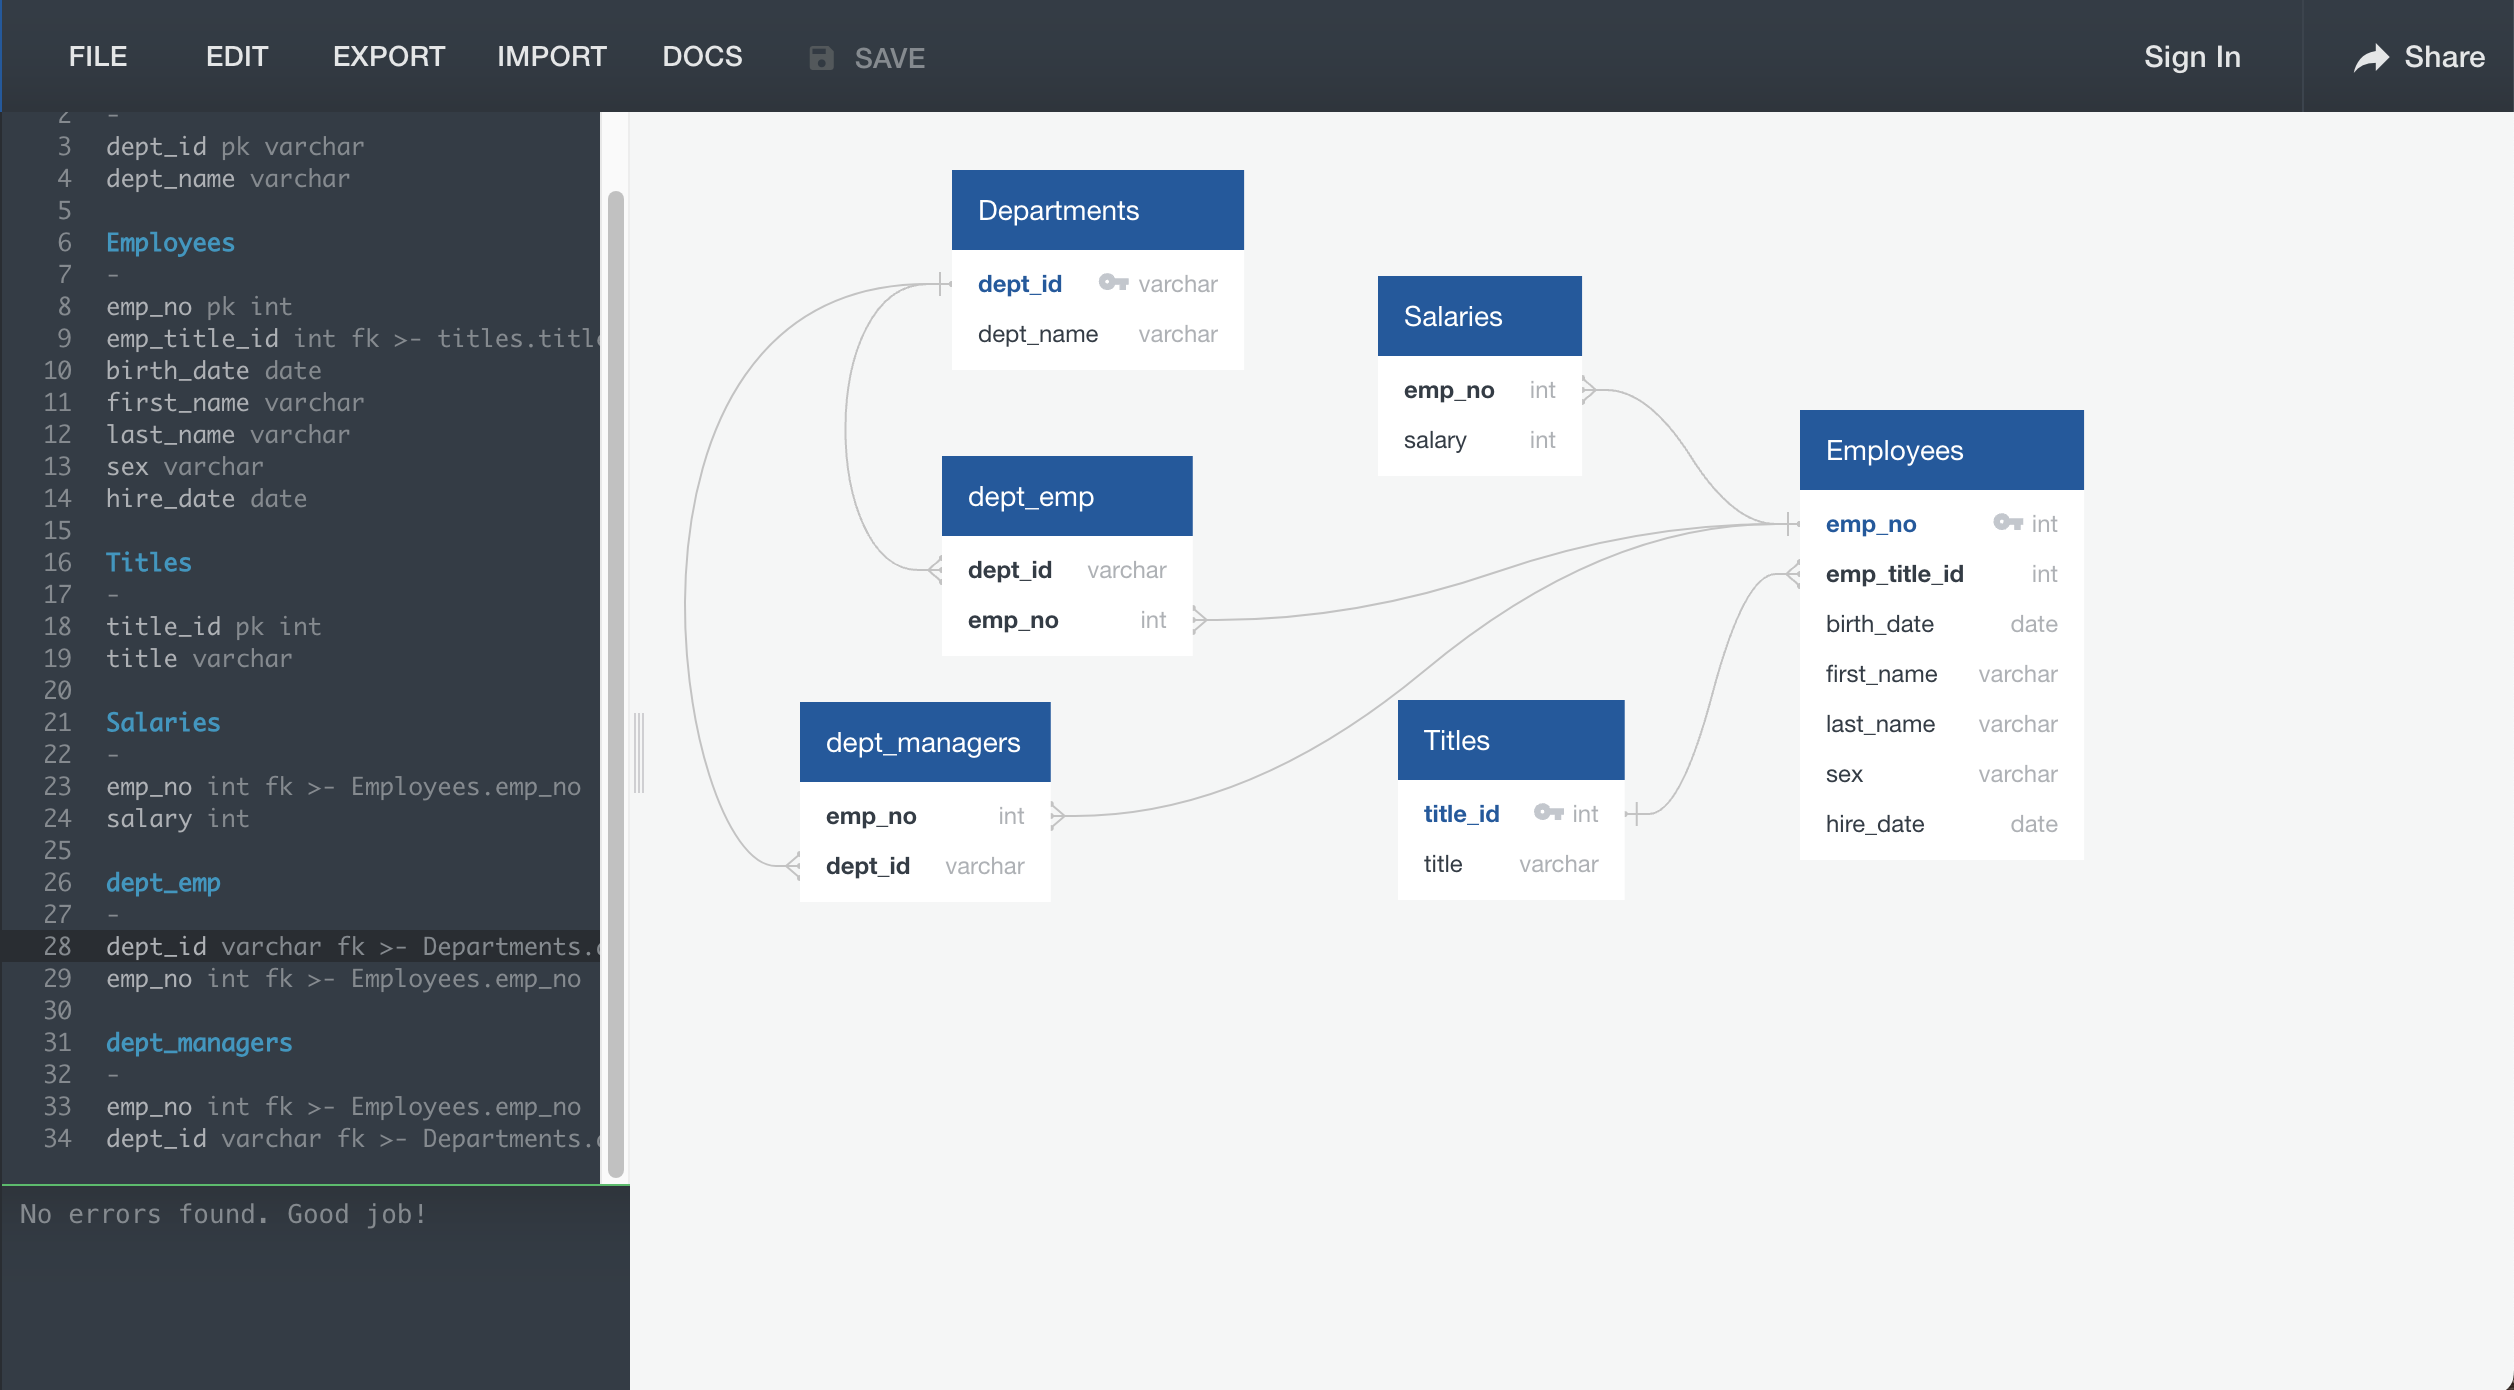 FILE EDIT EXPORT IMPORT DOCS SAVE Sign In Share
2 -
3 dept_id pk varchar
4 dept_name varchar
5
6 Employees
7 -
8 emp_no pk int
9 emp_title_id int fk >- titles.titl
10 birth_date date
11 first_name varchar
12 last_name varchar
13 sex varchar
14 hire_date date
15
16 Titles
17 -
18 title_id pk int
19 title varchar
20
21 Salaries
22 -
23 emp_no int fk >- Employees.emp_no
24 salary int
25
26 dept_emp
27 -
28 dept_id varchar fk >- Departments.
29 emp_no int fk >- Employees.emp_no
30
31 dept_managers
32 -
33 emp_no int fk >- Employees.emp_no
34 dept_id varchar fk >- Departments.
No errors found. Good job!
Departments
dept_id varchar
dept_name varchar
Salaries
emp_no int
salary int
Employees
emp_no int
emp_title_id int
birth_date date
first_name varchar
last_name varchar
sex varchar
hire_date date
dept_emp
dept_id varchar
emp_no int
dept_managers
emp_no int
dept_id varchar
Titles
title_id int
title varchar